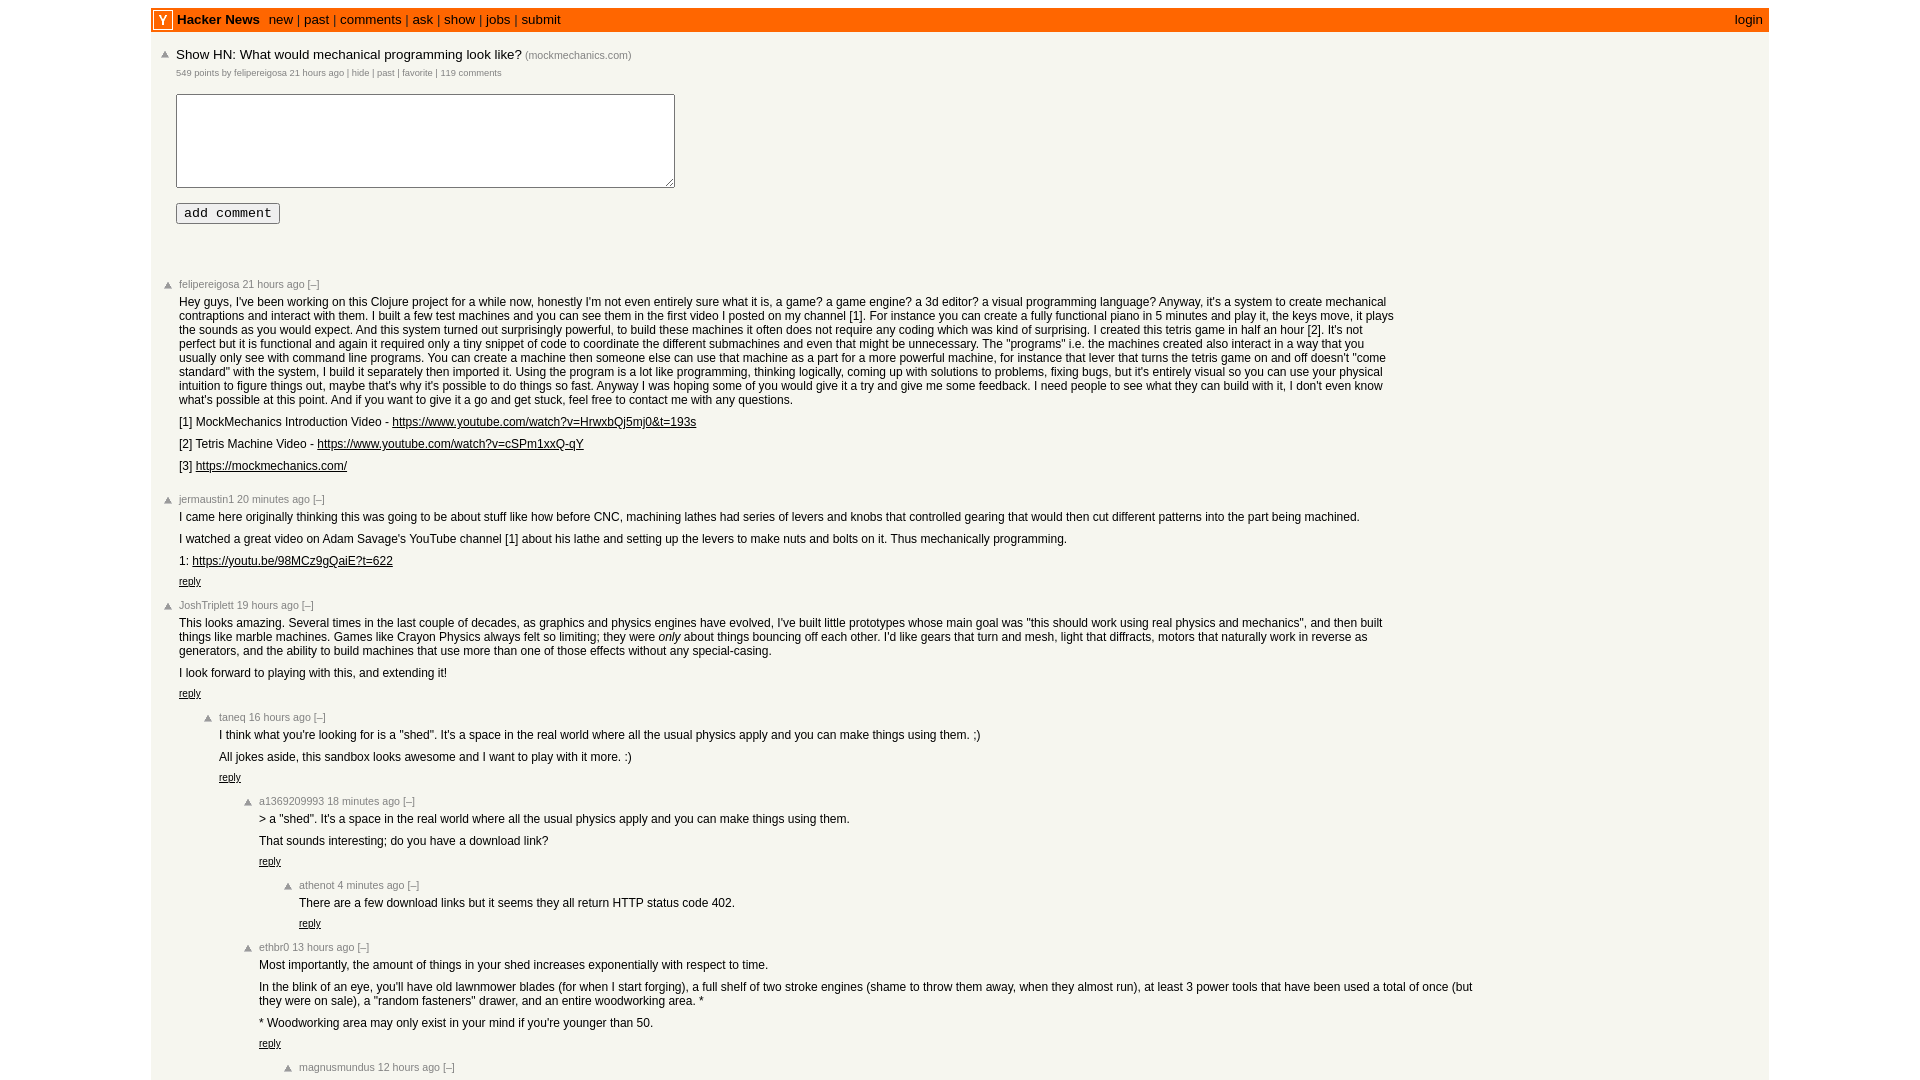 Y Hacker News new | past | comments | ask | show | jobs | submit login
Show HN: What would mechanical programming look like? (mockmechanics.com)
549 points by felipereigosa 21 hours ago | hide | past | favorite | 119 comments
add comment
felipereigosa 21 hours ago [–]
Hey guys, I've been working on this Clojure project for a while now, honestly I'm not even entirely sure what it is, a game? a game engine? a 3d editor? a visual programming language? Anyway, it's a system to create mechanical
contraptions and interact with them. I built a few test machines and you can see them in the first video I posted on my channel [1]. For instance you can create a fully functional piano in 5 minutes and play it, the keys move, it plays
the sounds as you would expect. And this system turned out surprisingly powerful, to build these machines it often does not require any coding which was kind of surprising. I created this tetris game in half an hour [2]. It's not
perfect but it is functional and again it required only a tiny snippet of code to coordinate the different submachines and even that might be unnecessary. The "programs" i.e. the machines created also interact in a way that you
usually only see with command line programs. You can create a machine then someone else can use that machine as a part for a more powerful machine, for instance that lever that turns the tetris game on and off doesn't "come
standard" with the system, I build it separately then imported it. Using the program is a lot like programming, thinking logically, coming up with solutions to problems, fixing bugs, but it's entirely visual so you can use your physical
intuition to figure things out, maybe that's why it's possible to do things so fast. Anyway I was hoping some of you would give it a try and give me some feedback. I need people to see what they can build with it, I don't even know
what's possible at this point. And if you want to give it a go and get stuck, feel free to contact me with any questions.
[1] MockMechanics Introduction Video - https://www.youtube.com/watch?v=HrwxbQj5mj0&t=193s
[2] Tetris Machine Video - https://www.youtube.com/watch?v=cSPm1xxQ-qY
[3] https://mockmechanics.com/
jermaustin1 20 minutes ago [–]
I came here originally thinking this was going to be about stuff like how before CNC, machining lathes had series of levers and knobs that controlled gearing that would then cut different patterns into the part being machined.
I watched a great video on Adam Savage's YouTube channel [1] about his lathe and setting up the levers to make nuts and bolts on it. Thus mechanically programming.
1: https://youtu.be/98MCz9gQaiE?t=622
reply
JoshTriplett 19 hours ago [–]
This looks amazing. Several times in the last couple of decades, as graphics and physics engines have evolved, I've built little prototypes whose main goal was "this should work using real physics and mechanics", and then built
things like marble machines. Games like Crayon Physics always felt so limiting; they were only about things bouncing off each other. I'd like gears that turn and mesh, light that diffracts, motors that naturally work in reverse as
generators, and the ability to build machines that use more than one of those effects without any special-casing.
I look forward to playing with this, and extending it!
reply
taneq 16 hours ago [–]
I think what you're looking for is a "shed". It's a space in the real world where all the usual physics apply and you can make things using them. ;)
All jokes aside, this sandbox looks awesome and I want to play with it more. :)
reply
a1369209993 18 minutes ago [–]
> a "shed". It's a space in the real world where all the usual physics apply and you can make things using them.
That sounds interesting; do you have a download link?
reply
athenot 4 minutes ago [–]
There are a few download links but it seems they all return HTTP status code 402.
reply
ethbr0 13 hours ago [–]
Most importantly, the amount of things in your shed increases exponentially with respect to time.
In the blink of an eye, you'll have old lawnmower blades (for when I start forging), a full shelf of two stroke engines (shame to throw them away, when they almost run), at least 3 power tools that have been used a total of once (but
they were on sale), a "random fasteners" drawer, and an entire woodworking area. *
* Woodworking area may only exist in your mind if you're younger than 50.
reply
magnusmundus 12 hours ago [–]